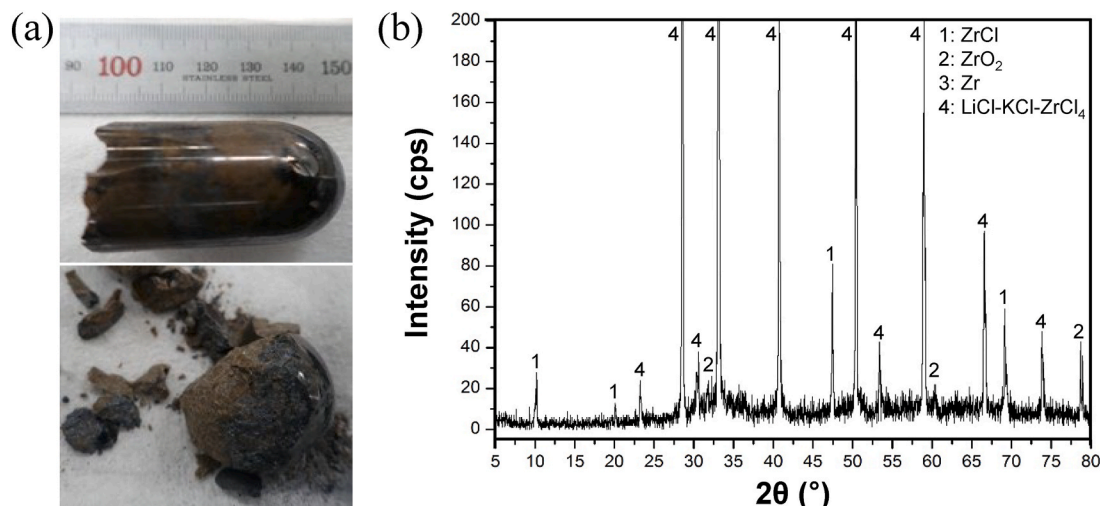 (a)
90 100 110 120 130 140 150
STAINLESS STEEL
(b)
200
180
160
140
120
100
80
60
40
20
0
Intensity (cps)
4 4 4 4 4
1: ZrCl
2: ZrO₂
3: Zr
4: LiCl-KCl-ZrCl₄
1 1 4 4 2 1 4 2 4 1 4 2
5 10 15 20 25 30 35 40 45 50 55 60 65 70 75 80
2θ (°)